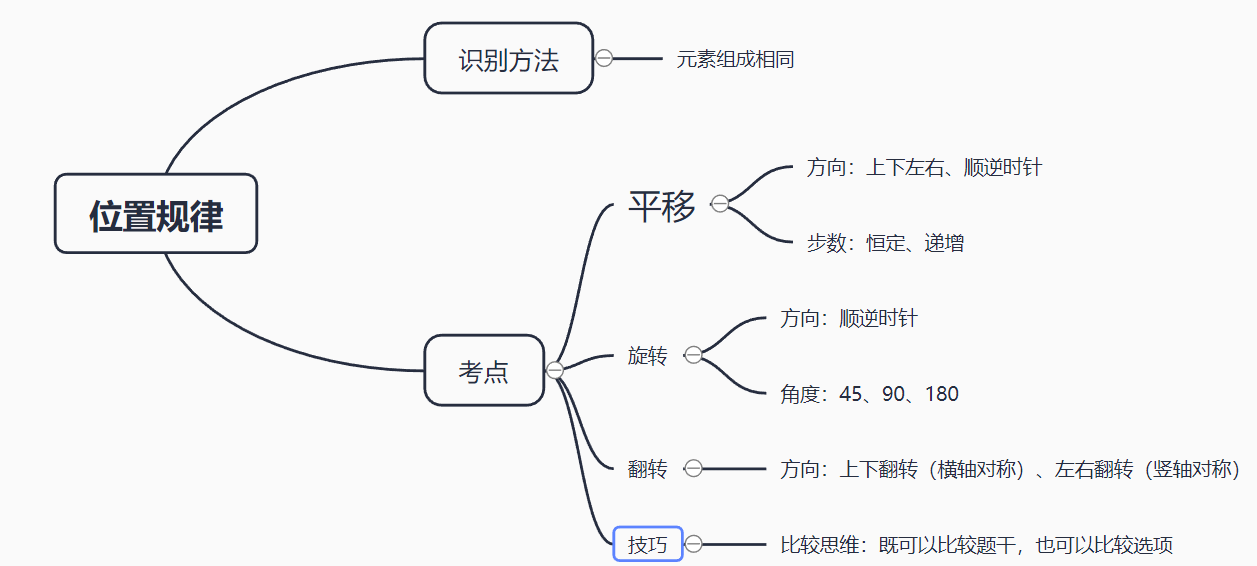 识别方法
元素组成相同
位置规律
平移
方向：上下左右、顺逆时针
步数：恒定、递增
考点
旋转
方向：顺逆时针
角度：45、90、180
翻转
方向：上下翻转（横轴对称）、左右翻转（竖轴对称）
技巧
比较思维：既可以比较题干，也可以比较选项